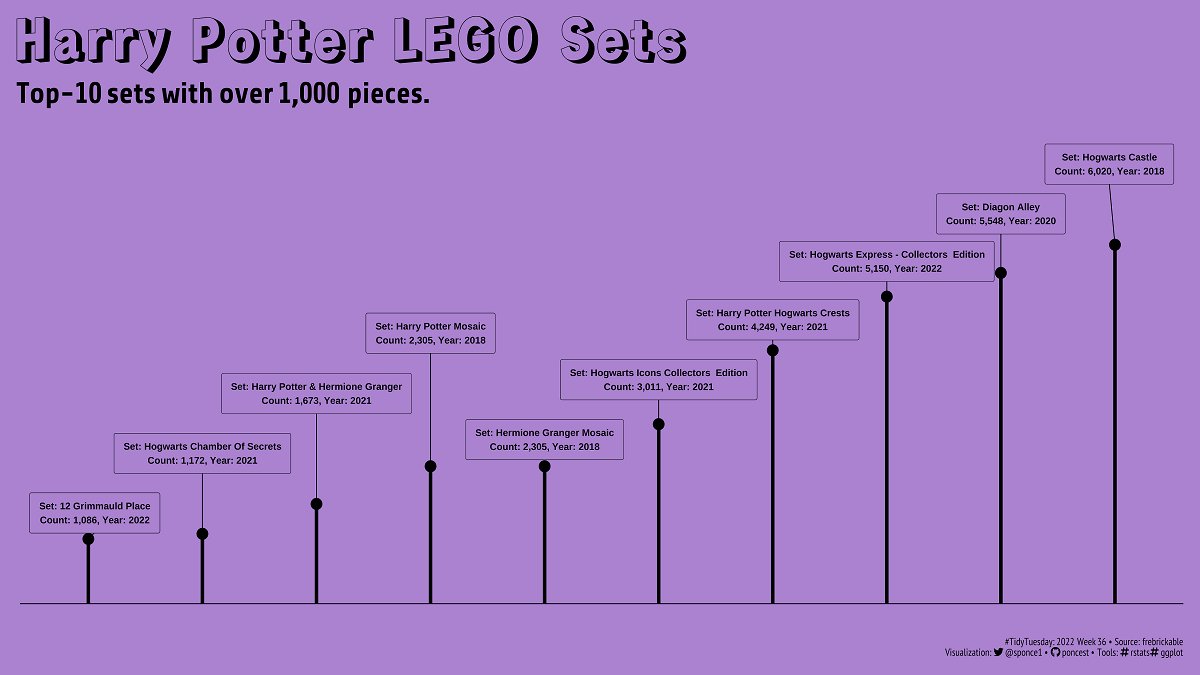 Harry Potter LEGO Sets
Top-10 sets with over 1,000 pieces.
Set: Hogwarts Castle
Count: 6,020, Year: 2018
Set: Diagon Alley
Count: 5,548, Year: 2020
Set: Hogwarts Express - Collectors  Edition
Count: 5,150, Year: 2022
Set: Harry Potter Hogwarts Crests
Count: 4,249, Year: 2021
Set: Harry Potter Mosaic
Count: 2,305, Year: 2018
Set: Hogwarts Icons Collectors  Edition
Count: 3,011, Year: 2021
Set: Harry Potter & Hermione Granger
Count: 1,673, Year: 2021
Set: Hermione Granger Mosaic
Count: 2,305, Year: 2018
Set: Hogwarts Chamber Of Secrets
Count: 1,172, Year: 2021
Set: 12 Grimmauld Place
Count: 1,086, Year: 2022
#TidyTuesday: 2022 Week 36 • Source: frebrickable
Visualization: @sponce1 • poncest • Tools: #rstats# ggplot